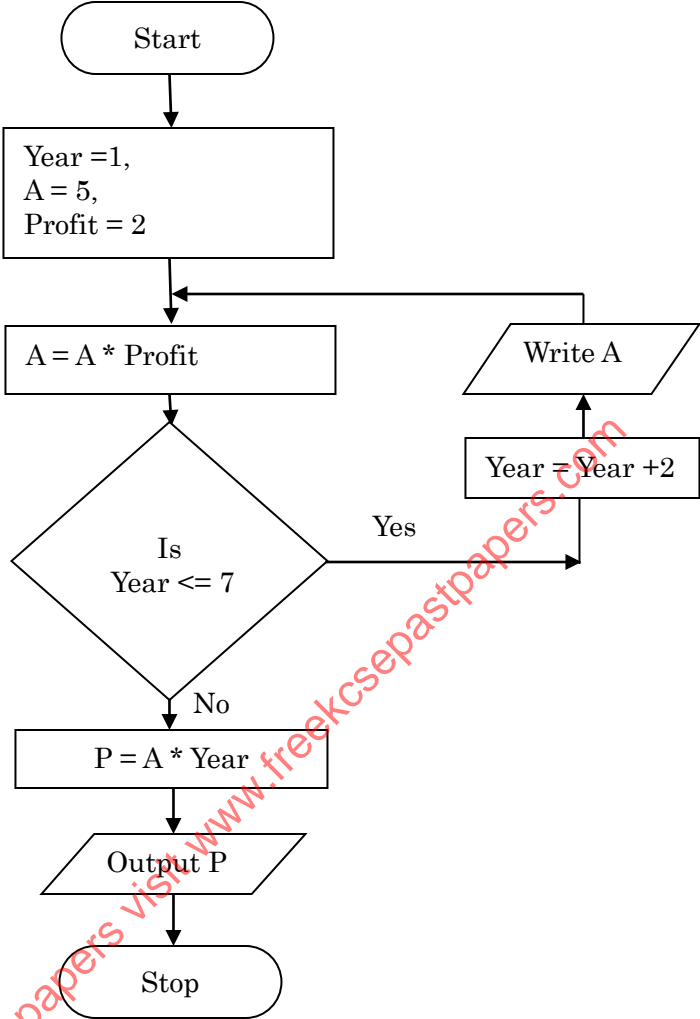 Start
Year =1,
A = 5,
Profit = 2
A = A * Profit
Write A
Year = Year +2
Yes
Is
Year <= 7
No
P = A * Year
Output P
Stop
papers visit www.freekcsepastpapers.com